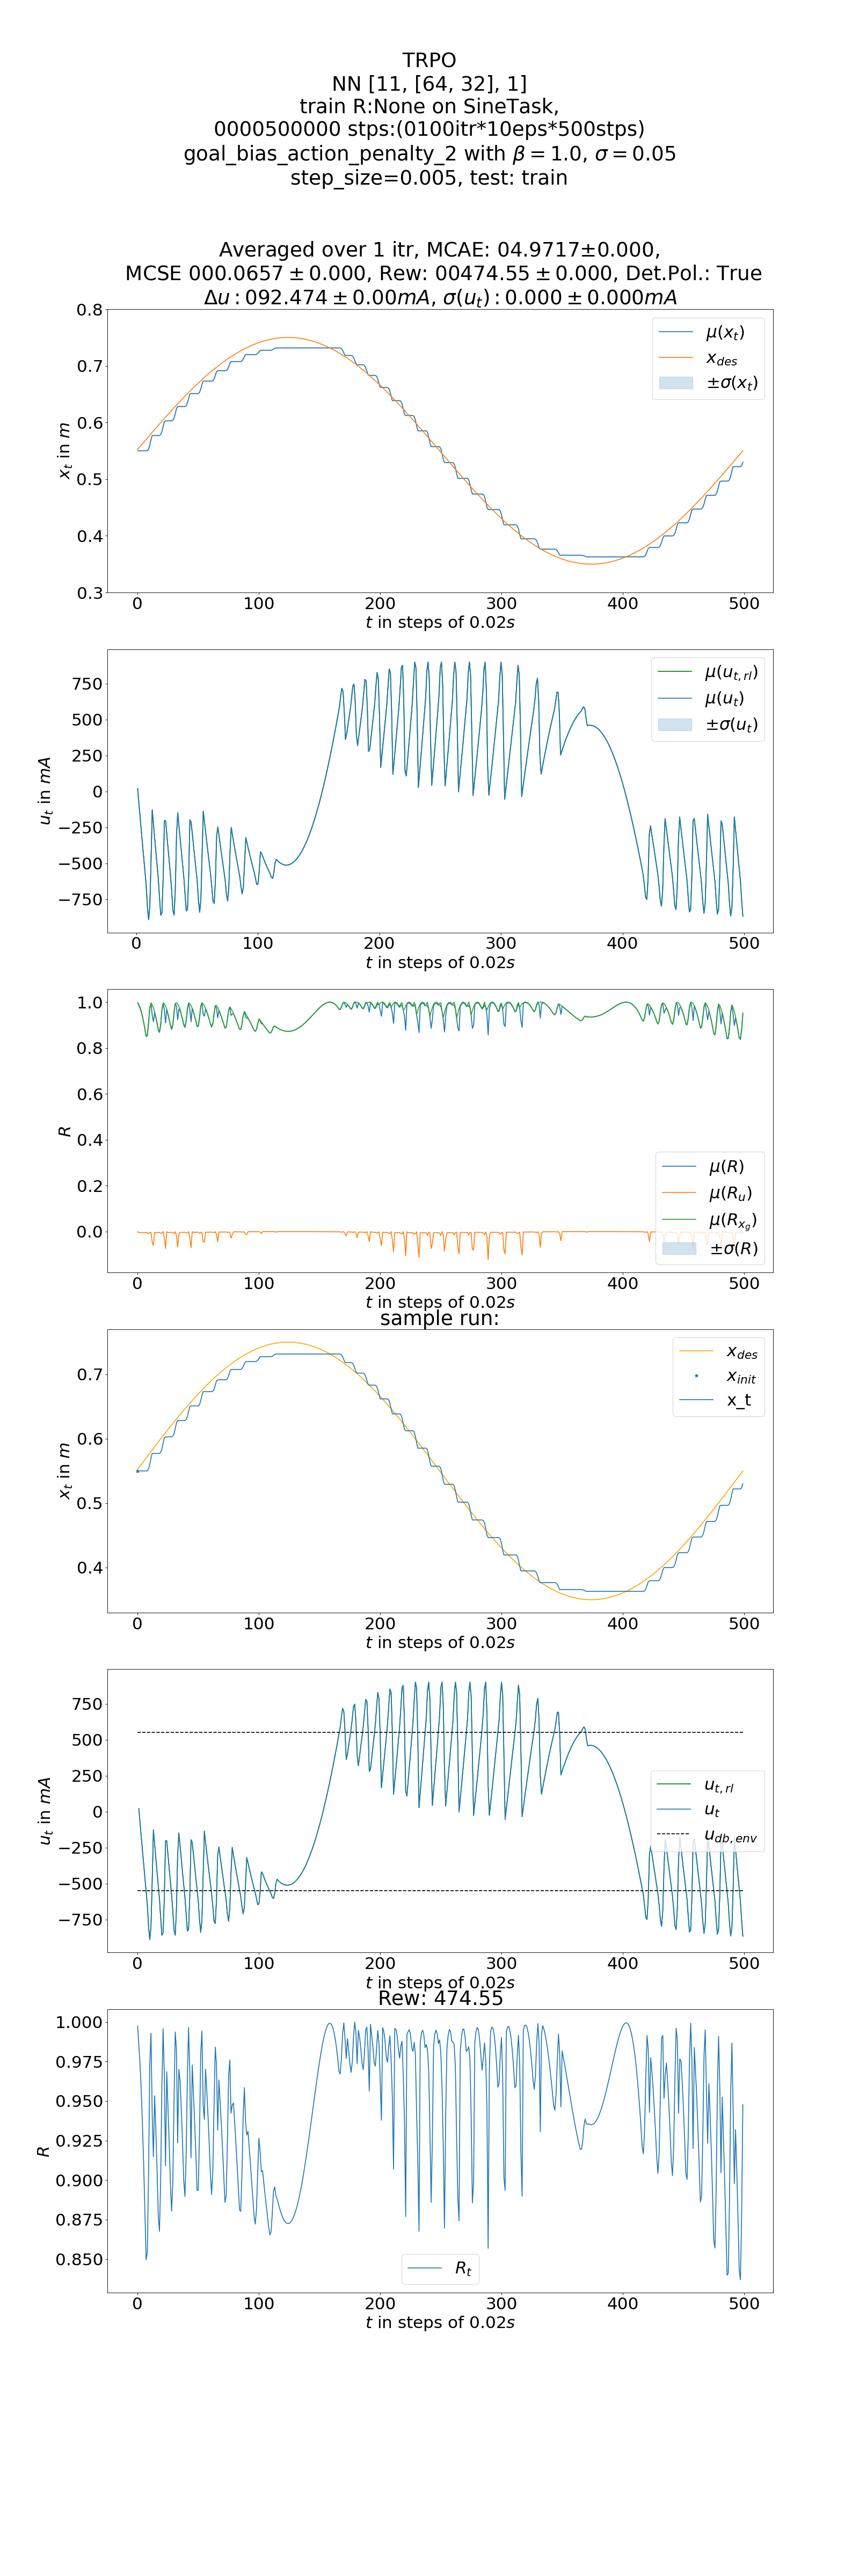 TRPO
NN [11, [64, 32], 1]
train R:None on SineTask,
0000500000 stps:(0100itr*10eps*500stps)
goal_bias_action_penalty_2 with β = 1.0, σ = 0.05
step_size=0.005, test: train
Averaged over 1 itr, MCAE: 04.9717±0.000,
MCSE 000.0657 ± 0.000, Rew: 00474.55 ± 0.000, Det.Pol.: True
Δu : 092.474 ± 0.00mA, σ(u_t) : 0.000 ± 0.000mA
0.8
0.7
0.6
0.5
0.4
0.3
x_t in m
μ(x_t)
x_des
±σ(x_t)
0 100 200 300 400 500
t in steps of 0.02s
750
500
250
0
−250
−500
−750
u_t in mA
μ(u_t,rl)
μ(u_t)
±σ(u_t)
0 100 200 300 400 500
t in steps of 0.02s
1.0
0.8
0.6
0.4
0.2
0.0
R
μ(R)
μ(R_u)
μ(R_x_g)
±σ(R)
0 100 200 300 400 500
t in steps of 0.02s
sample run:
0.7
0.6
0.5
0.4
x_t in m
x_des
x_init
x_t
0 100 200 300 400 500
t in steps of 0.02s
750
500
250
0
−250
−500
−750
u_t in mA
u_t,rl
u_t
u_db,env
0 100 200 300 400 500
t in steps of 0.02s
Rew: 474.55
1.000
0.975
0.950
0.925
0.900
0.875
0.850
R
R_t
0 100 200 300 400 500
t in steps of 0.02s